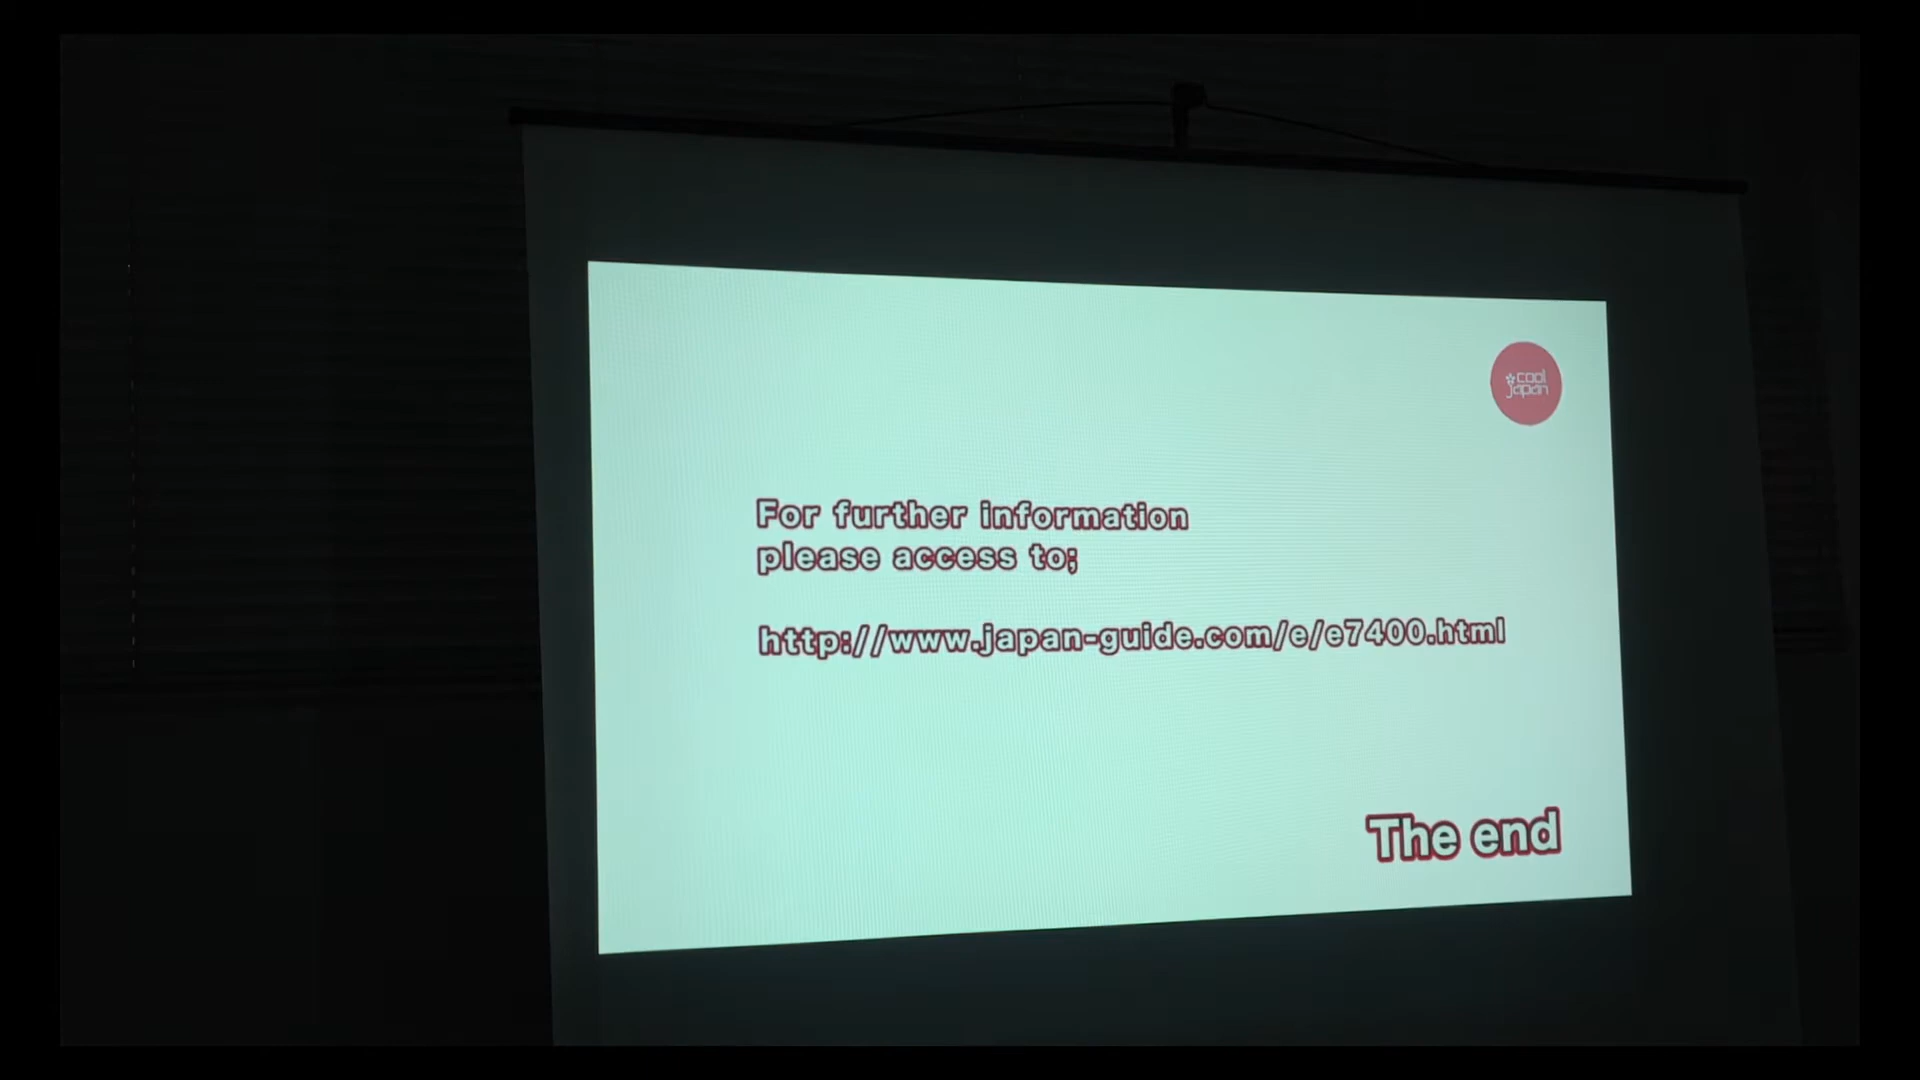 cool
japan
For further information
please access to;
http://www.japan-guide.com/e/e7400.html
The end